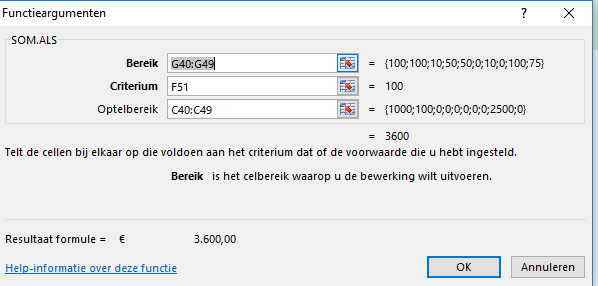 Functieargumenten ? ×
SOM.ALS
Bereik G40:G49 = {100;100;10;50;50;0;10;0;100;75}
Criterium F51 = 100
Optelbereik C40:C49 = {1000;100;0;0;0;0;0;0;2500;0}
= 3600
Telt de cellen bij elkaar op die voldoen aan het criterium dat of de voorwaarde die u hebt ingesteld.
Bereik is het celbereik waarop u de bewerking wilt uitvoeren.
Resultaat formule = € 3.600,00
Help-informatie over deze functie OK Annuleren